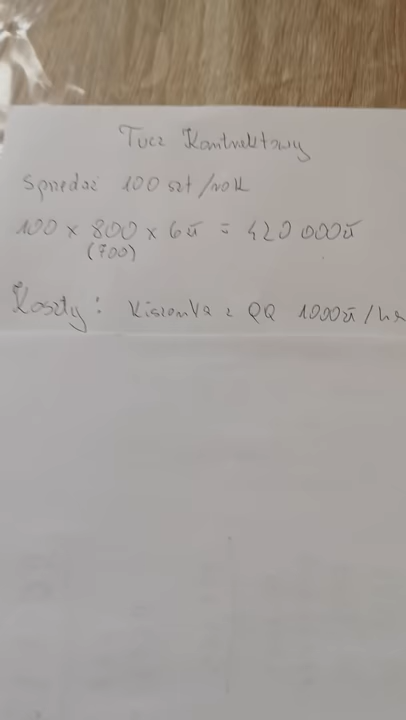 Tucz Kontraktowy
Sprzedaż 100 szt/rok
100 x 800 x 6zł = 420 000zł
(700)
Koszty: Kiszonka z QQ 1000zł/ha